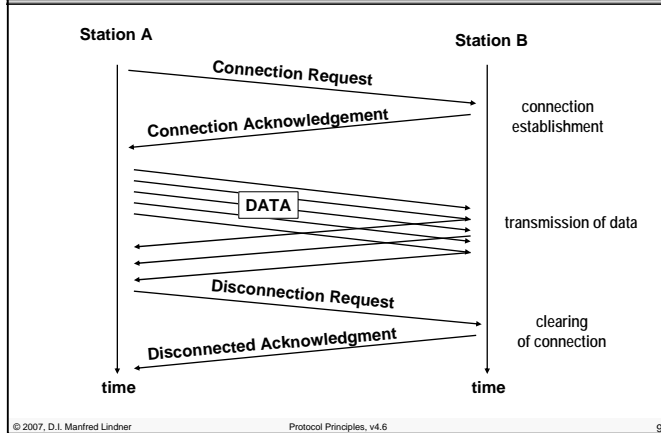 Station A
Station B
Connection Request
connection
establishment
Connection Acknowledgement
DATA
transmission of data
Disconnection Request
clearing
of connection
Disconnected Acknowledgment
time
time
© 2007, D.I. Manfred Lindner
Protocol Principles, v4.6
9